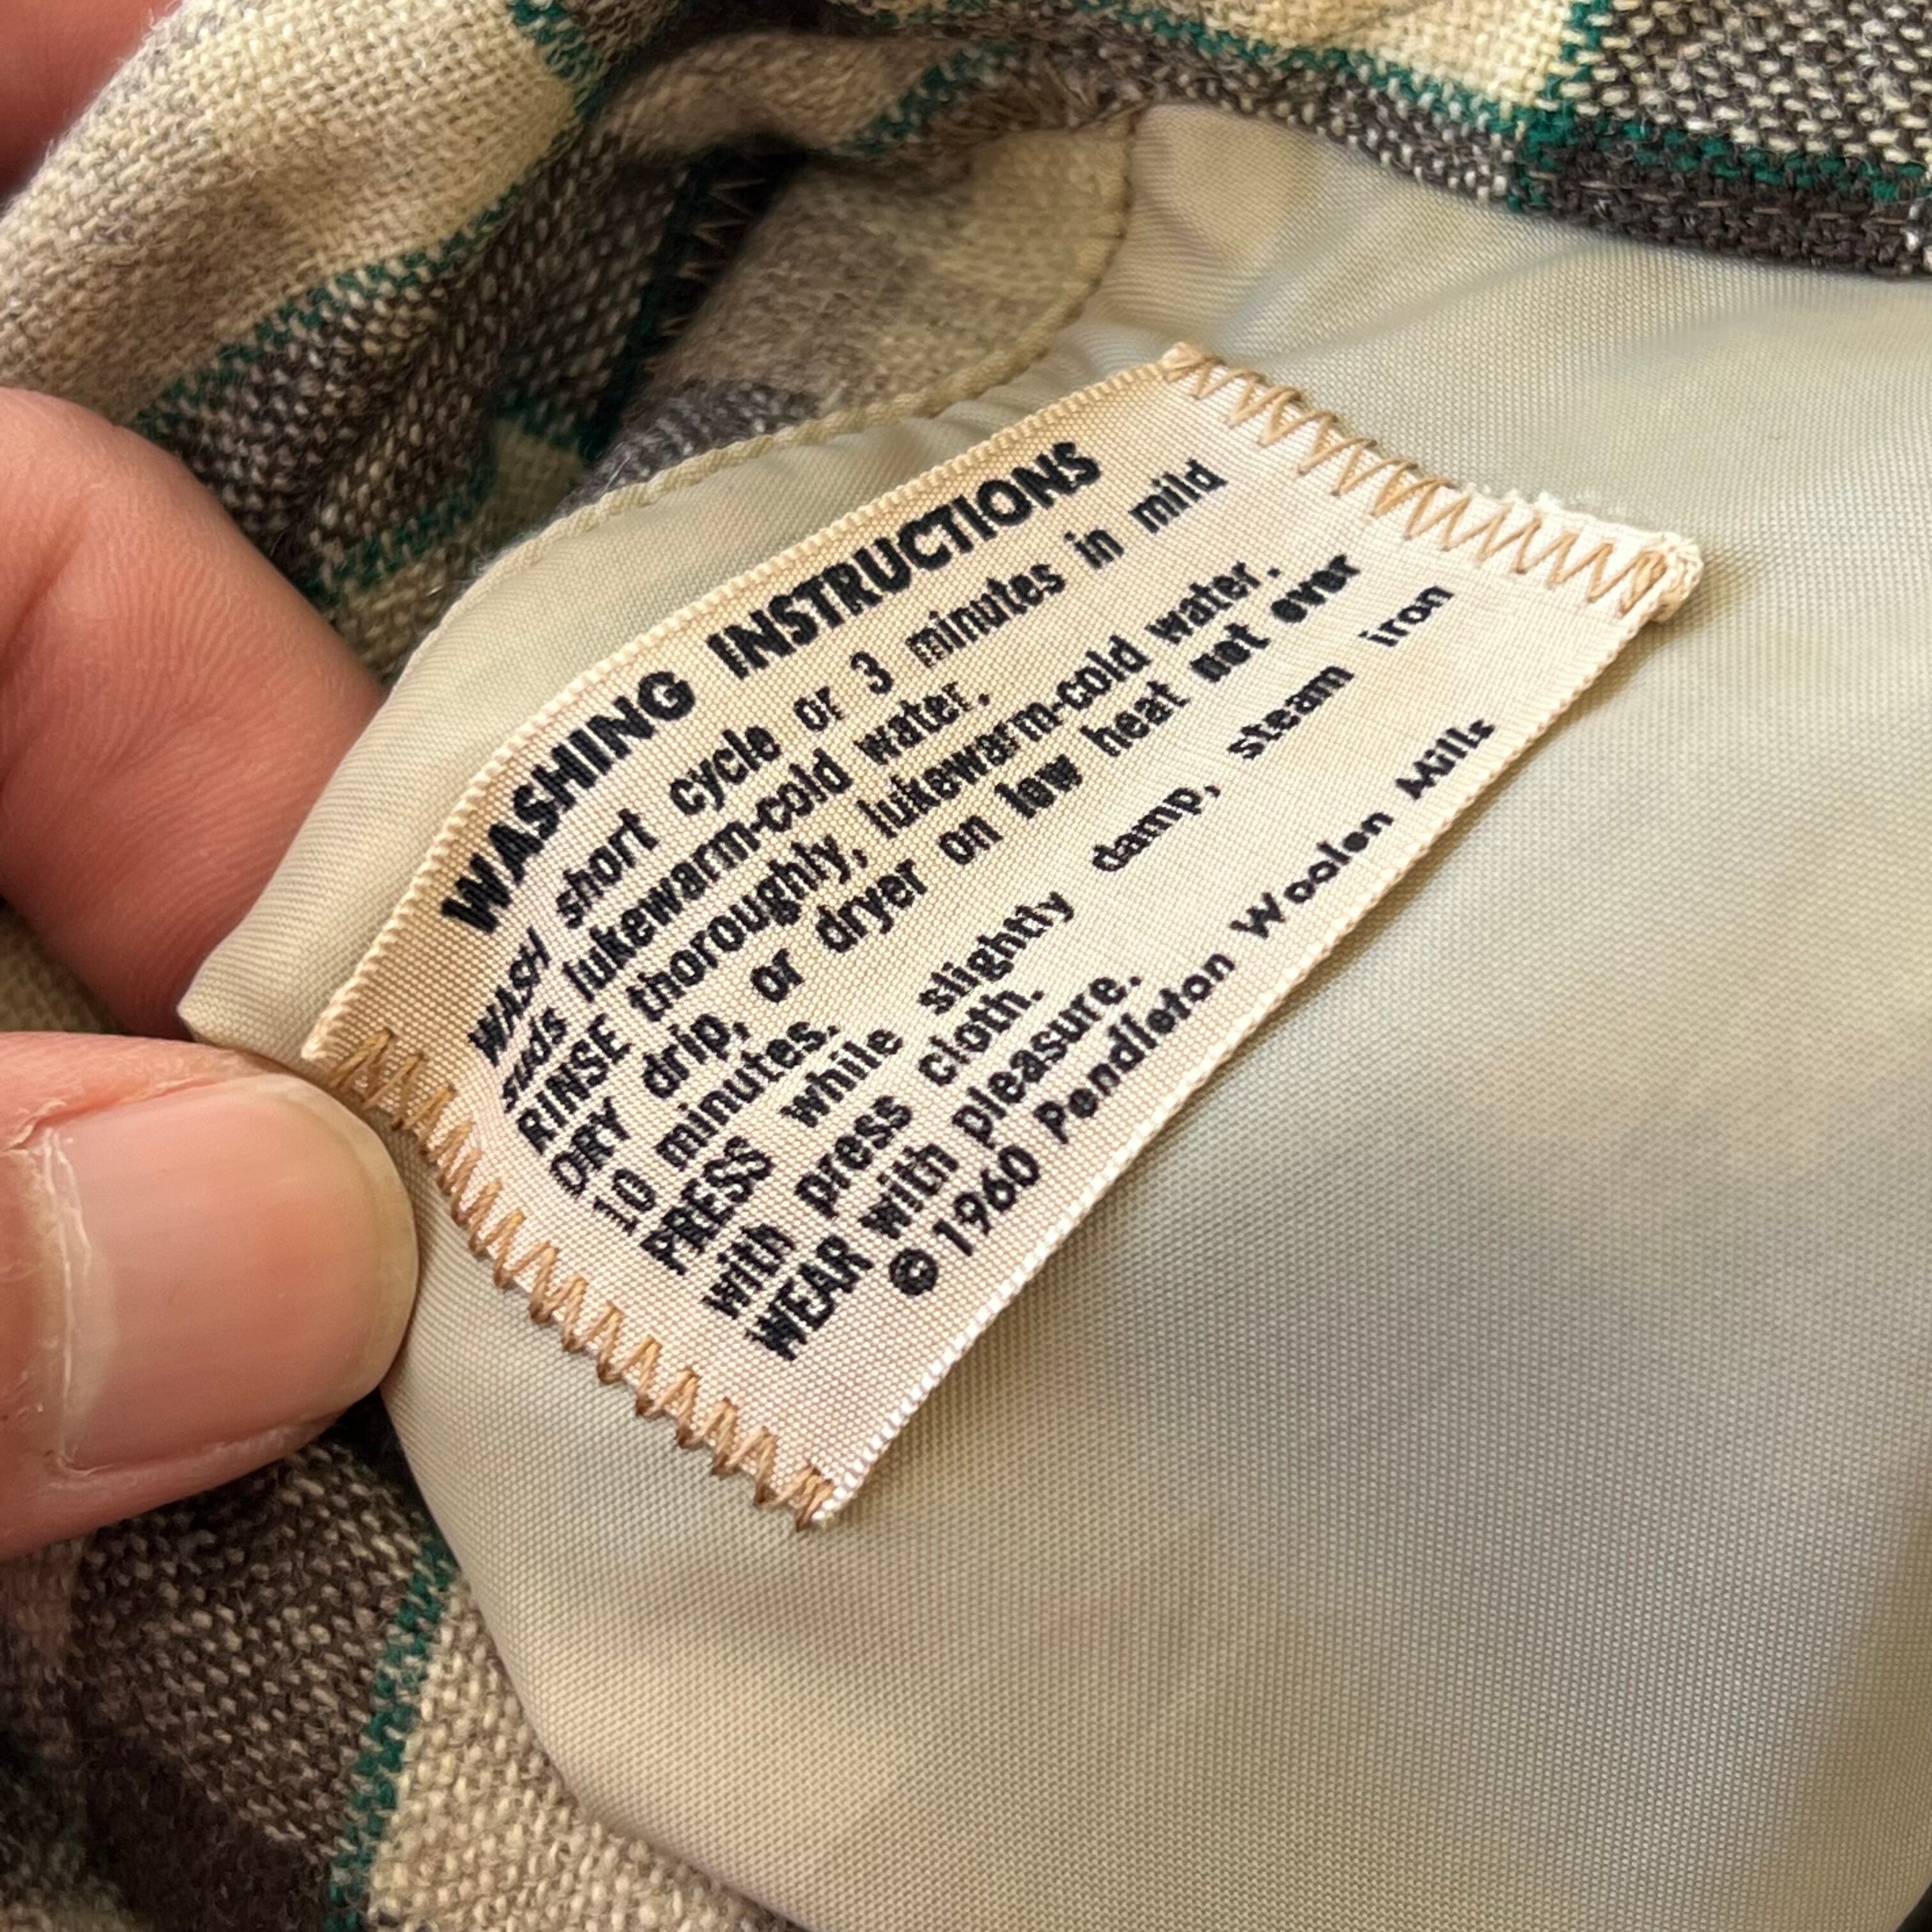 WASHING INSTRUCTIONS
WASH short cycle or 3 minutes in mild
suds lukewarm-cold water.
RINSE thoroughly, lukewarm-cold water.
DRY drip, or dryer on low heat not over
10 minutes.
PRESS while slightly damp, steam iron
with press cloth.
WEAR with pleasure.
© 1960 Pendleton Woolen Mills